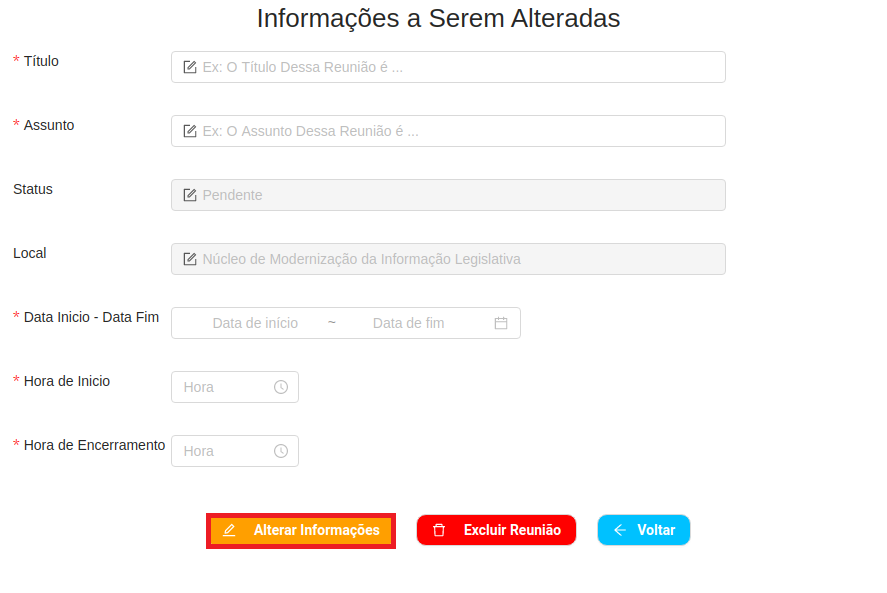 Informações a Serem Alteradas
* Título
Ex: O Título Dessa Reunião é ...
* Assunto
Ex: O Assunto Dessa Reunião é ...
Status
Pendente
Local
Núcleo de Modernização da Informação Legislativa
* Data Inicio - Data Fim
Data de início ~ Data de fim
* Hora de Inicio
Hora
* Hora de Encerramento
Hora
Alterar Informações
Excluir Reunião
Voltar